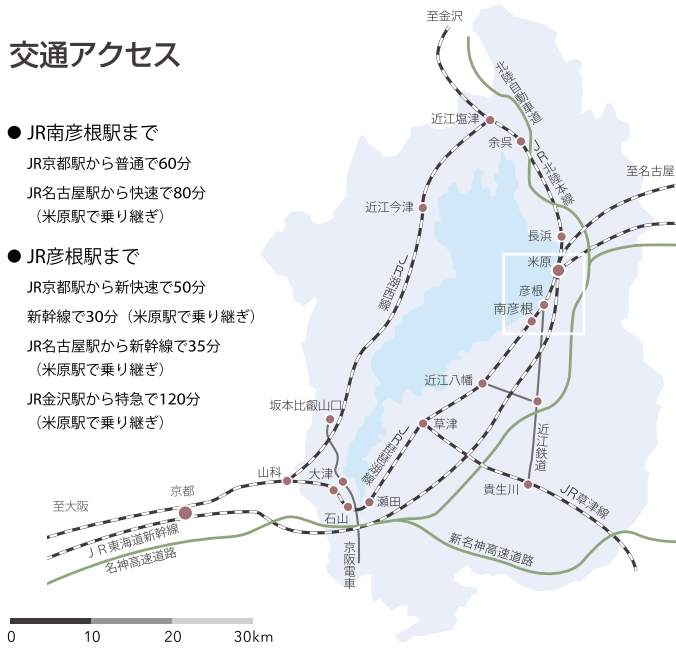 交通アクセス
● JR南彦根駅まで
JR京都駅から普通で60分
JR名古屋駅から快速で80分
（米原駅で乗り継ぎ）
● JR彦根駅まで
JR京都駅から新快速で50分
新幹線で30分（米原駅で乗り継ぎ）
JR名古屋駅から新幹線で35分
（米原駅で乗り継ぎ）
JR金沢駅から特急で120分
（米原駅で乗り継ぎ）
至金沢
北陸自動車道
近江塩津
余呉
JR北陸本線
至名古屋
近江今津
長浜
米原
JR湖西線
彦根
南彦根
近江八幡
坂本比叡山口
草津
JR琵琶湖線
近江鉄道
山科
大津
貴生川
京都
瀬田
JR草津線
至大阪
石山
JR東海道新幹線
名神高速道路
京阪電車
新名神高速道路
0 10 20 30km